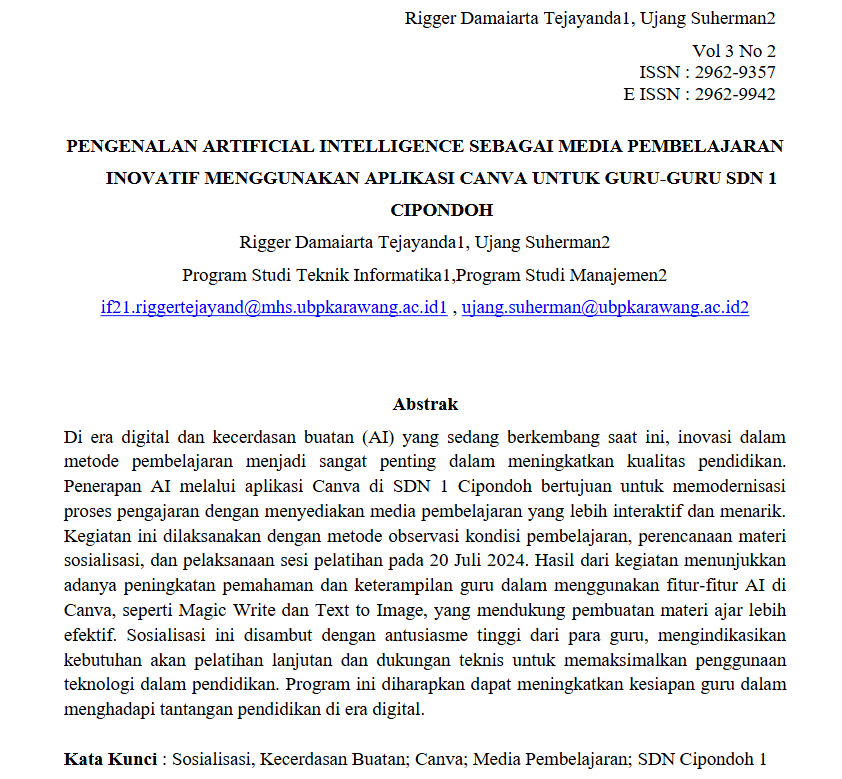 Rigger Damaiarta Tejayanda1, Ujang Suherman2
Vol 3 No 2
ISSN : 2962-9357
E ISSN : 2962-9942
PENGENALAN ARTIFICIAL INTELLIGENCE SEBAGAI MEDIA PEMBELAJARAN
INOVATIF MENGGUNAKAN APLIKASI CANVA UNTUK GURU-GURU SDN 1
CIPONDOH
Rigger Damaiarta Tejayanda1, Ujang Suherman2
Program Studi Teknik Informatika1,Program Studi Manajemen2
if21.riggertejayand@mhs.ubpkarawang.ac.id1 , ujang.suherman@ubpkarawang.ac.id2
Abstrak
Di era digital dan kecerdasan buatan (AI) yang sedang berkembang saat ini, inovasi dalam
metode pembelajaran menjadi sangat penting dalam meningkatkan kualitas pendidikan.
Penerapan AI melalui aplikasi Canva di SDN 1 Cipondoh bertujuan untuk memodernisasi
proses pengajaran dengan menyediakan media pembelajaran yang lebih interaktif dan menarik.
Kegiatan ini dilaksanakan dengan metode observasi kondisi pembelajaran, perencanaan materi
sosialisasi, dan pelaksanaan sesi pelatihan pada 20 Juli 2024. Hasil dari kegiatan menunjukkan
adanya peningkatan pemahaman dan keterampilan guru dalam menggunakan fitur-fitur AI di
Canva, seperti Magic Write dan Text to Image, yang mendukung pembuatan materi ajar lebih
efektif. Sosialisasi ini disambut dengan antusiasme tinggi dari para guru, mengindikasikan
kebutuhan akan pelatihan lanjutan dan dukungan teknis untuk memaksimalkan penggunaan
teknologi dalam pendidikan. Program ini diharapkan dapat meningkatkan kesiapan guru dalam
menghadapi tantangan pendidikan di era digital.
Kata Kunci : Sosialisasi, Kecerdasan Buatan; Canva; Media Pembelajaran; SDN Cipondoh 1